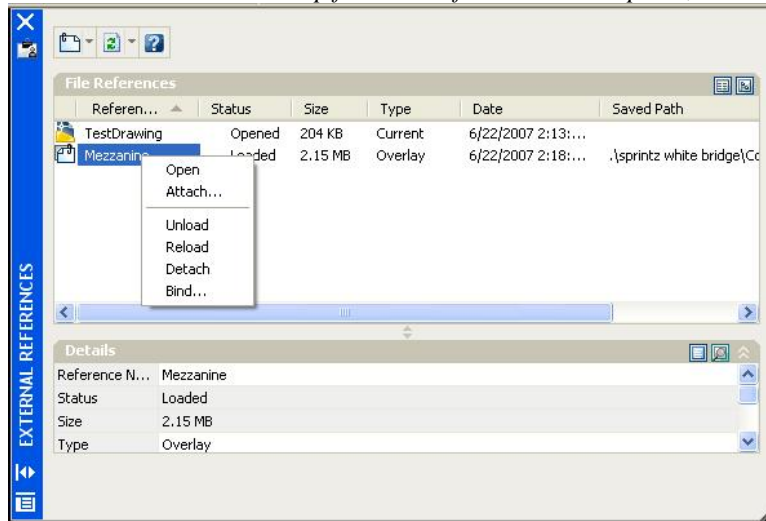 File References
Referen... Status Size Type Date Saved Path
TestDrawing Opened 204 KB Current 6/22/2007 2:13:...
Mezzanine Loaded 2.15 MB Overlay 6/22/2007 2:18:... .\sprintz white bridge\Co
Open
Attach...
Unload
Reload
Detach
Bind...
EXTERNAL REFERENCES
Details
Reference N... Mezzanine
Status Loaded
Size 2.15 MB
Type Overlay